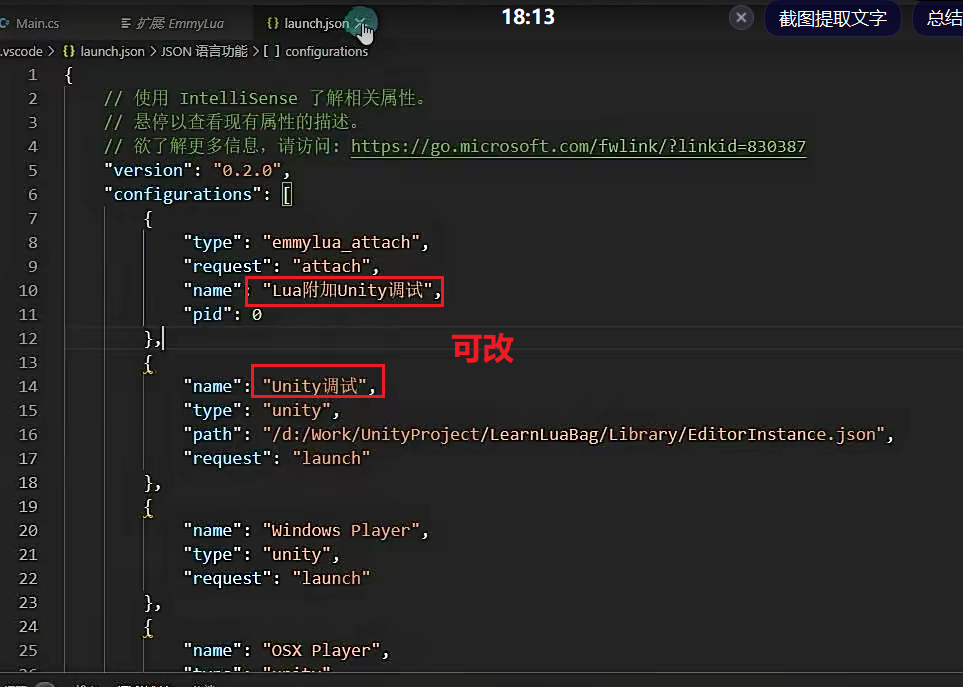 Main.cs
扩展 EmmyLua
{} launch.json
18:13
截图提取文字
总结
.vscode > {} launch.json > JSON 语言功能 > [ ] configurations
1 {
2 // 使用 IntelliSense 了解相关属性。
3 // 悬停以查看现有属性的描述。
4 // 欲了解更多信息，请访问: https://go.microsoft.com/fwlink/?linkid=830387
5 "version": "0.2.0",
6 "configurations": [
7 {
8 "type": "emmylua_attach",
9 "request": "attach",
10 "name": "Lua附加Unity调试",
11 "pid": 0
12 },
可改
13 {
14 "name": "Unity调试",
15 "type": "unity",
16 "path": "/d:/Work/UnityProject/LearnLuaBag/Library/EditorInstance.json",
17 "request": "launch"
18 },
19 {
20 "name": "Windows Player",
21 "type": "unity",
22 "request": "launch"
23 },
24 {
25 "name": "OSX Player",
26 "type": "unity"